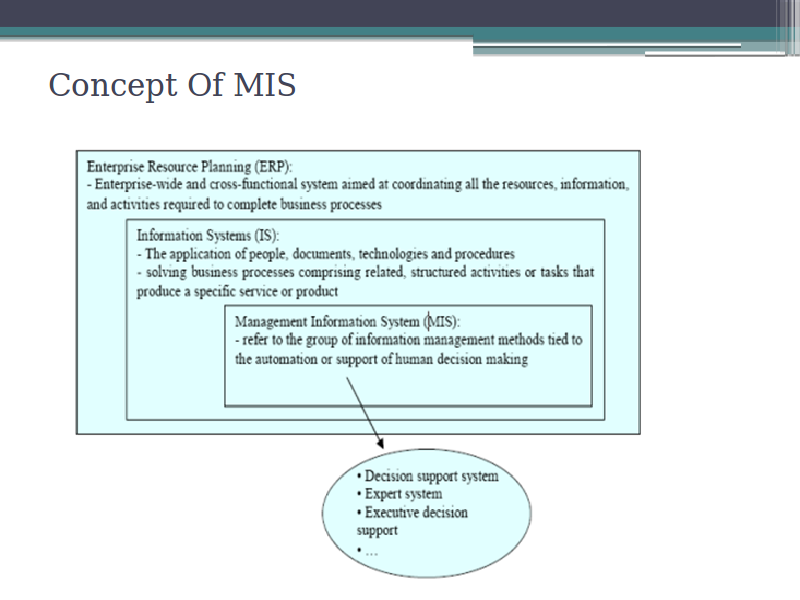 Concept Of MIS
Enterprise Resource Planning (ERP):
- Enterprise-wide and cross-functional system aimed at coordinating all the resources, information,
and activities required to complete business processes
Information Systems (IS):
- The application of people, documents, technologies and procedures
- solving business processes comprising related, structured activities or tasks that
produce a specific service or product
Management Information System (MIS):
- refer to the group of information management methods tied to
the automation or support of human decision making
• Decision support system
• Expert system
• Executive decision
support
• …